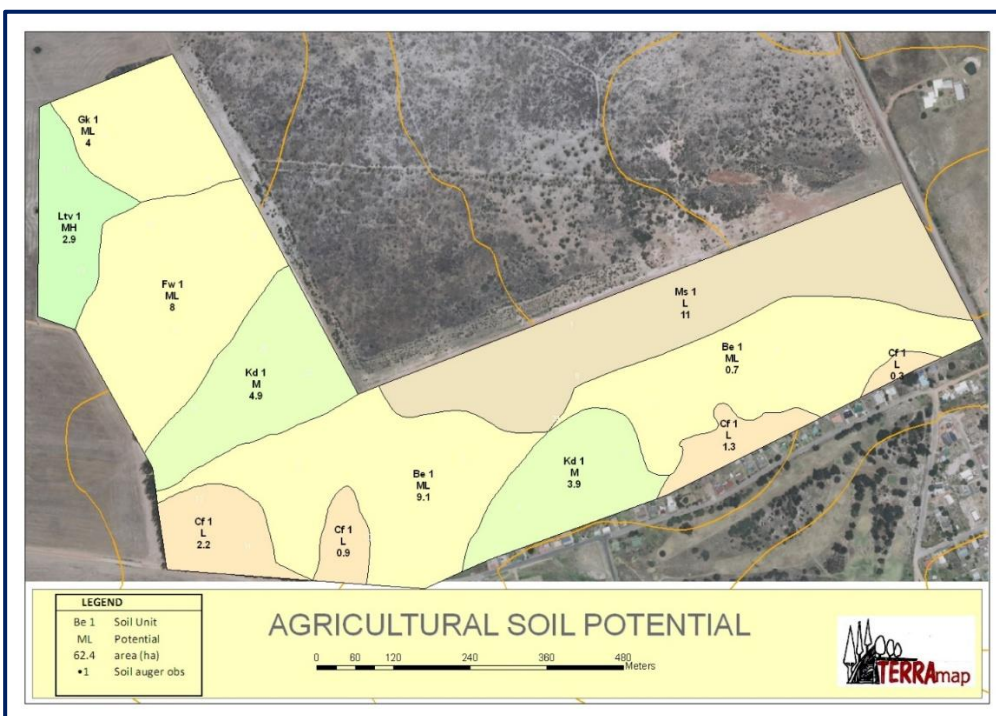 Gk 1
ML
4
Ltv 1
MH
2.9
Fw 1
ML
8
Kd 1
M
4.9
Ms 1
L
11
Be 1
ML
0.7
Cf 1
L
0.3
Cf 1
L
1.3
Be 1
ML
9.1
Kd 1
M
3.9
Cf 1
L
2.2
Cf 1
L
0.9
LEGEND
Be 1 Soil Unit
ML Potential
62.4 area (ha)
•1 Soil auger obs
AGRICULTURAL SOIL POTENTIAL
0 60 120 240 360 480
Meters
TERRAmap